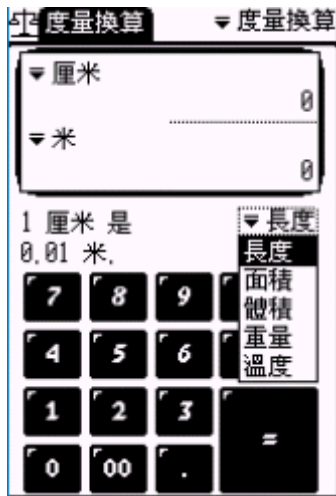 度量換算 ▼度量換算
▼厘米
0
▼米
0
1 厘米 是
0.01 米.
▼長度
長度
面積
體積
重量
溫度
7 8 9
4 5 6
1 2 3
0 00 . =